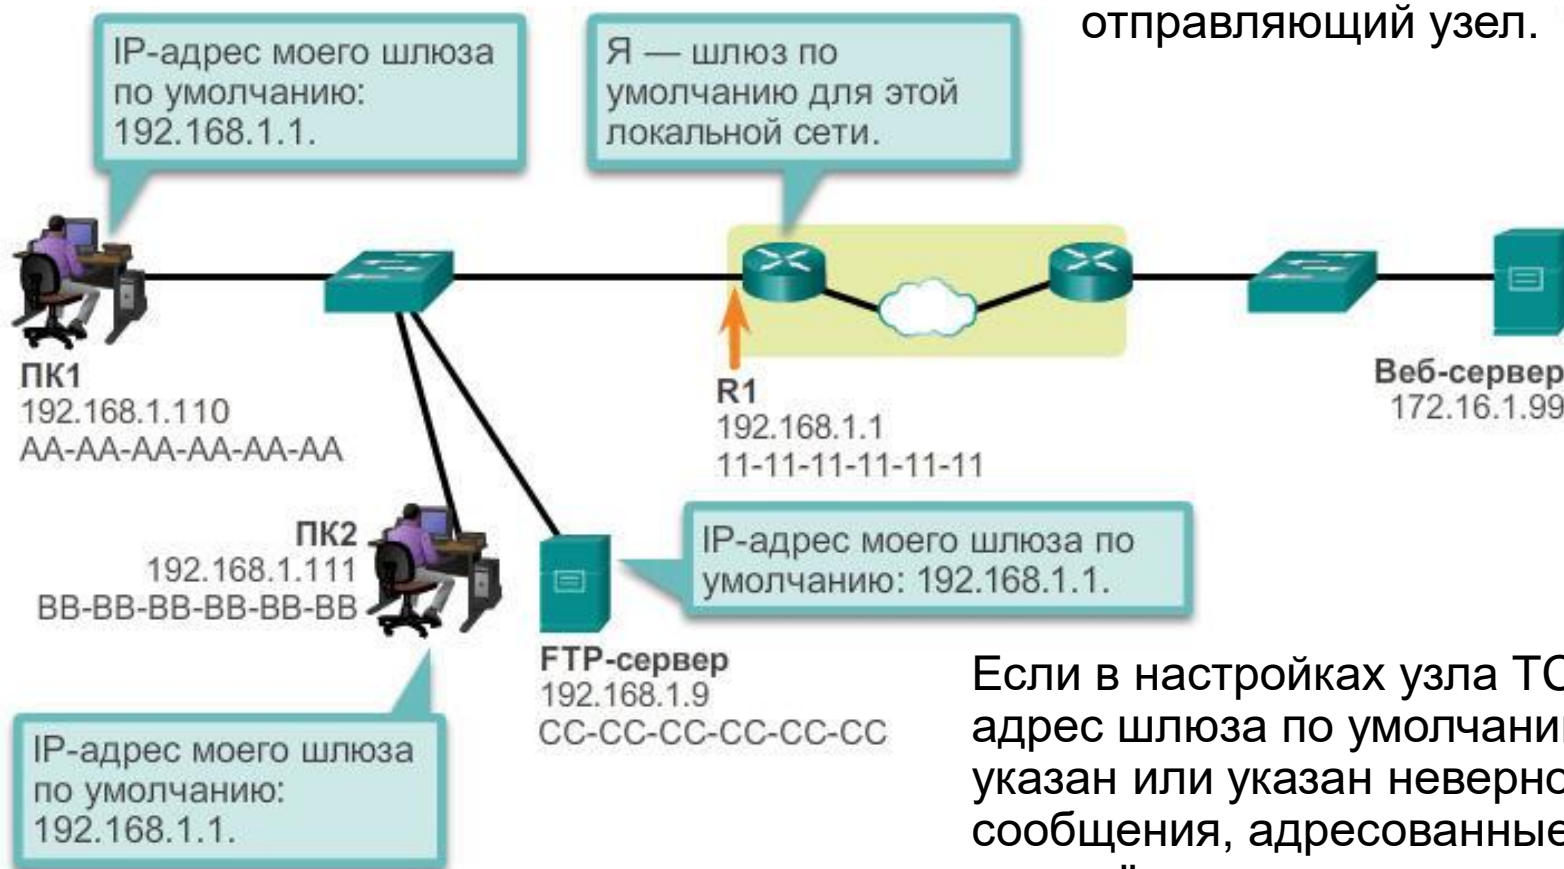 отправляющий узел.
IP-адрес моего шлюза
по умолчанию:
192.168.1.1.
Я — шлюз по
умолчанию для этой
локальной сети.
ПК1
192.168.1.110
AA-AA-AA-AA-AA-AA
R1
192.168.1.1
11-11-11-11-11-11
Веб-сервер
172.16.1.99
ПК2
192.168.1.111
BB-BB-BB-BB-BB-BB
IP-адрес моего шлюза по
умолчанию: 192.168.1.1.
FTP-сервер
192.168.1.9
CC-CC-CC-CC-CC-CC
IP-адрес моего шлюза
по умолчанию:
192.168.1.1.
Если в настройках узла
адрес шлюза по
указан или указан неверно
сообщения, адресованные